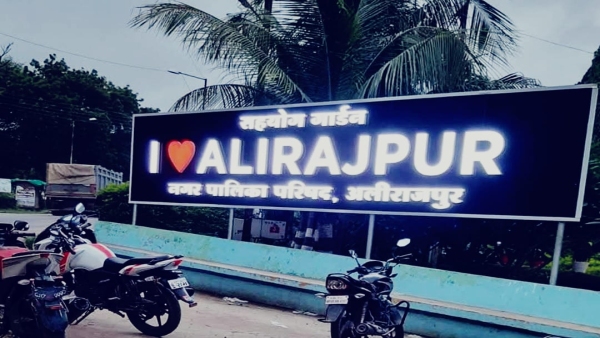 सहयोग गार्डन
I ❤ ALIRAJPUR
नगर पालिका परिषद, अलीराजपुर